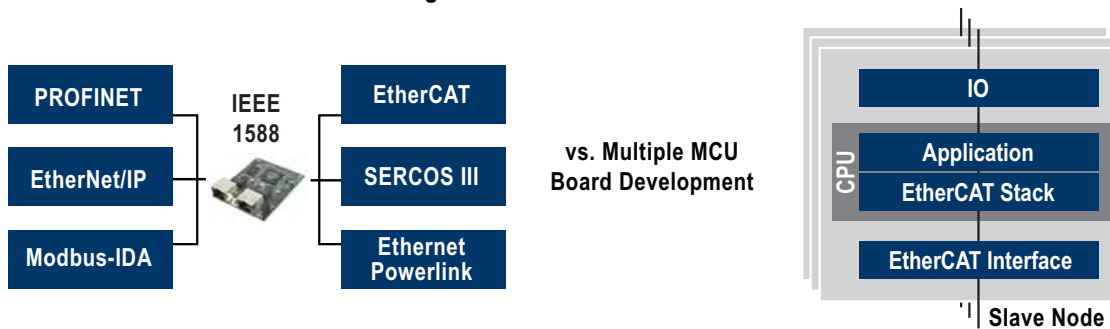 PROFINET
EtherNet/IP
Modbus-IDA
IEEE
1588
EtherCAT
SERCOS III
Ethernet
Powerlink
vs. Multiple MCU
Board Development
IO
CPU
Application
EtherCAT Stack
EtherCAT Interface
Slave Node